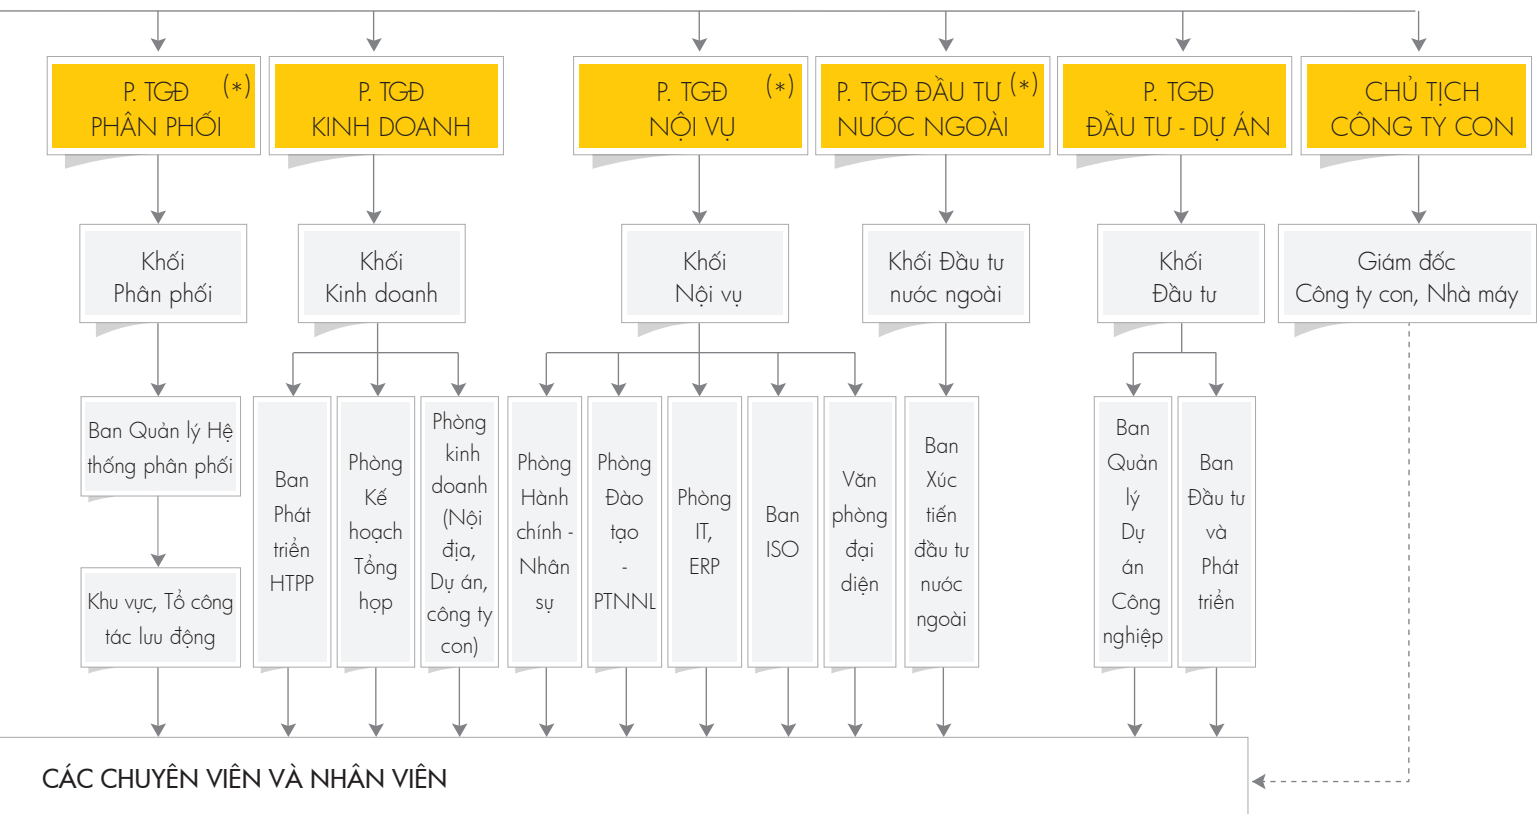 P. TGĐ (*)
PHÂN PHỐI
P. TGĐ
KINH DOANH
P. TGĐ (*)
NỘI VỤ
P. TGĐ ĐẦU TƯ (*)
NƯỚC NGOÀI
P. TGĐ
ĐẦU TƯ - DỰ ÁN
CHỦ TỊCH
CÔNG TY CON
Khối
Phân phối
Khối
Kinh doanh
Khối
Nội vụ
Khối Đầu tư
nước ngoài
Khối
Đầu tư
Giám đốc
Công ty con, Nhà máy
Ban Quản lý Hệ
thống phân phối
Khu vực, Tổ công
tác lưu động
Ban
Phát
triển
HTPP
Phòng
Kế
hoạch
Tổng
họp
Phòng
kinh
doanh
(Nội
địa,
Dự án,
công ty
con)
Phòng
Hành
chính -
Nhân
sự
Phòng
Đào
tạo
-
PTNNL
Phòng
IT,
ERP
Ban
ISO
Văn
phòng
đại
diện
Ban
Xúc
tiến
đầu tư
nước
ngoài
Ban
Quản
lý
Dự
án
Công
nghiệp
Ban
Đầu tư
và
Phát
triển
CÁC CHUYÊN VIÊN VÀ NHÂN VIÊN